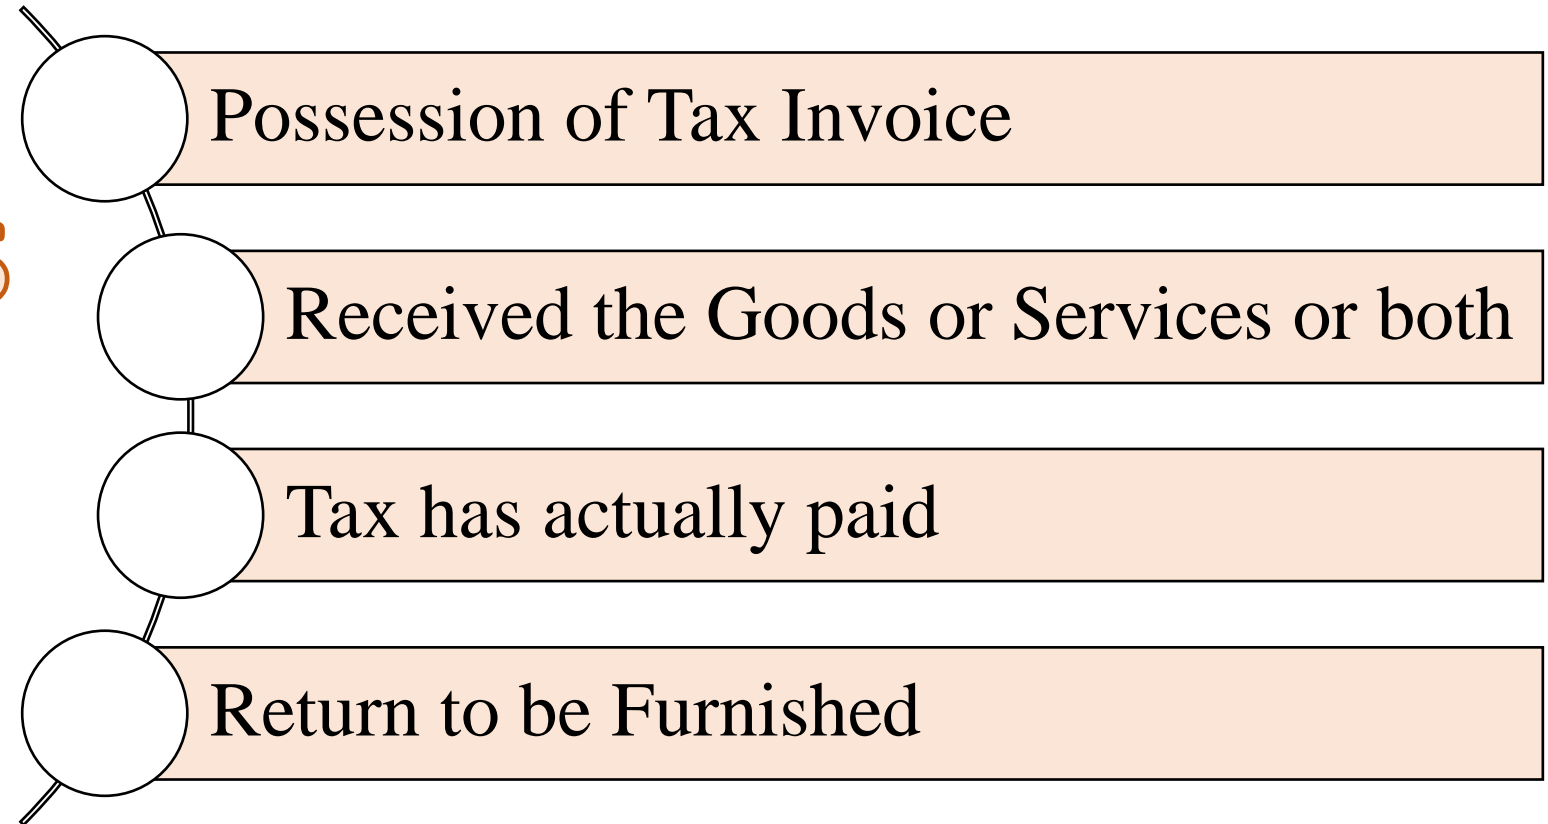 Possession of Tax Invoice
Received the Goods or Services or both
Tax has actually paid
Return to be Furnished